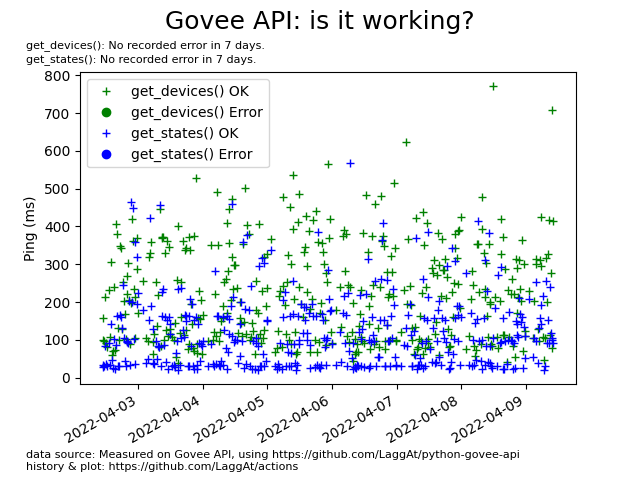 Govee API: is it working?
get_devices(): No recorded error in 7 days.
get_states(): No recorded error in 7 days.
get_devices() OK
get_devices() Error
get_states() OK
get_states() Error
Ping (ms)
800
700
600
500
400
300
200
100
0
2022-04-03
2022-04-04
2022-04-05
2022-04-06
2022-04-07
2022-04-08
2022-04-09
data source: Measured on Govee API, using https://github.com/LaggAt/python-govee-api
history & plot: https://github.com/LaggAt/actions